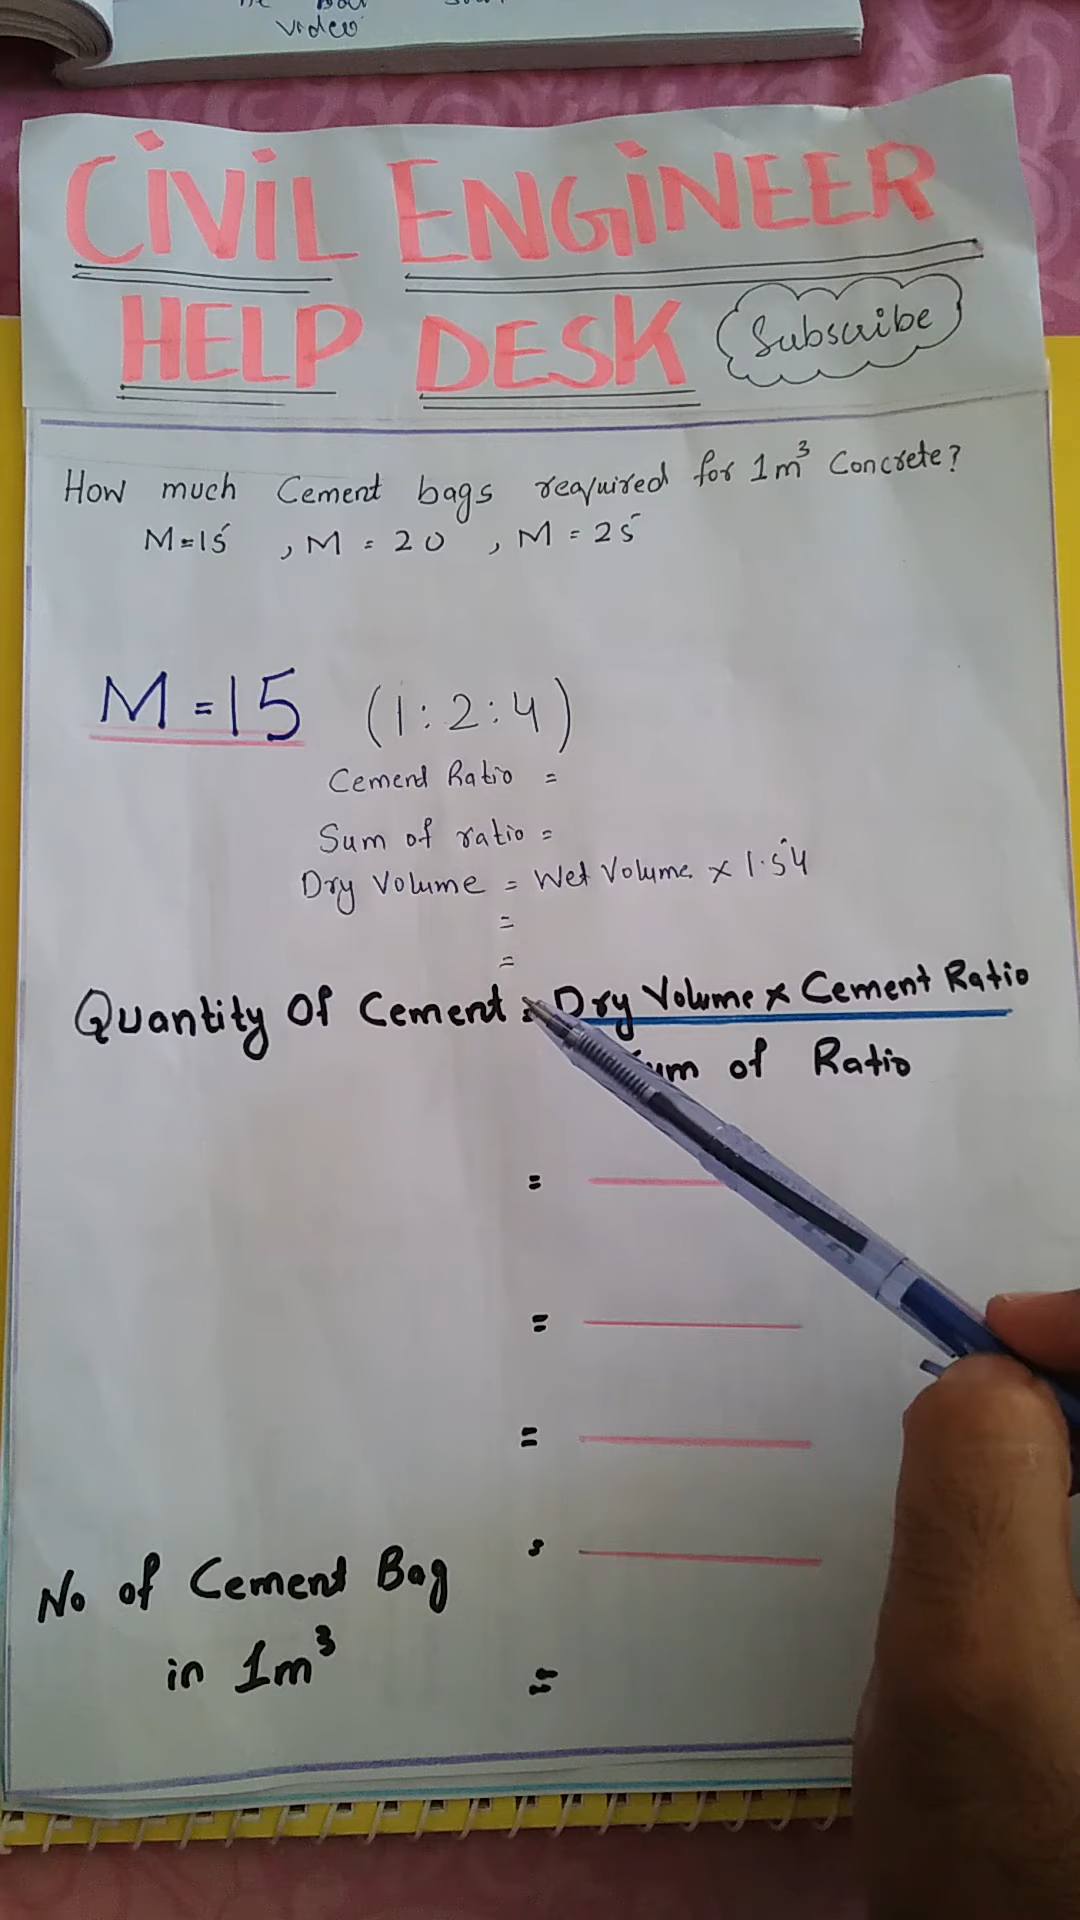 video
CIVIL ENGINEER
HELP DESK
Subscribe
How much Cement bags required for 1m³ Concrete?
M=15 , M = 20 , M = 25
M=15 (1:2:4)
Cement Ratio =
Sum of ratio =
Dry Volume = Wet Volume × 1.54
=
=
Quantity Of Cement = Dry Volume × Cement Ratio
um of Ratio
=
=
=
=
No of Cement Bag
in 1m³ =